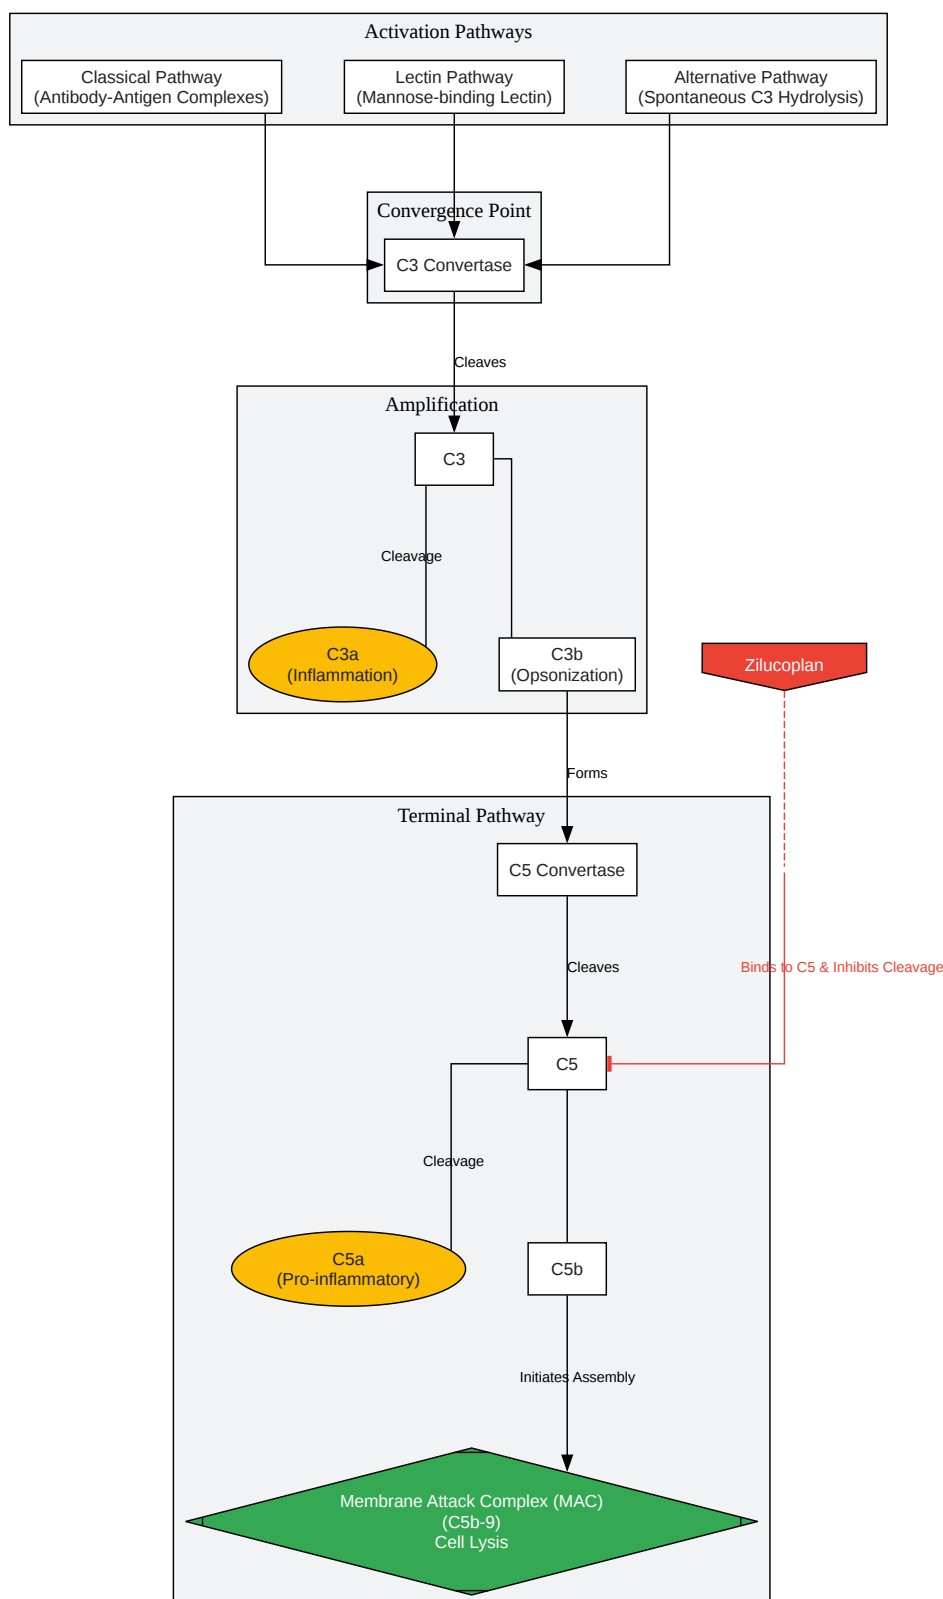 Activation Pathways
Classical Pathway
(Antibody-Antigen Complexes)
Lectin Pathway
(Mannose-binding Lectin)
Alternative Pathway
(Spontaneous C3 Hydrolysis)
Convergence Point
C3 Convertase
Cleaves
Amplification
C3
Cleavage
C3a
(Inflammation)
C3b
(Opsonization)
Zilucoplan
Forms
Terminal Pathway
C5 Convertase
Cleaves
Binds to C5 & Inhibits Cleavage
C5
Cleavage
C5a
(Pro-inflammatory)
C5b
Initiates Assembly
Membrane Attack Complex (MAC)
(C5b-9)
Cell Lysis